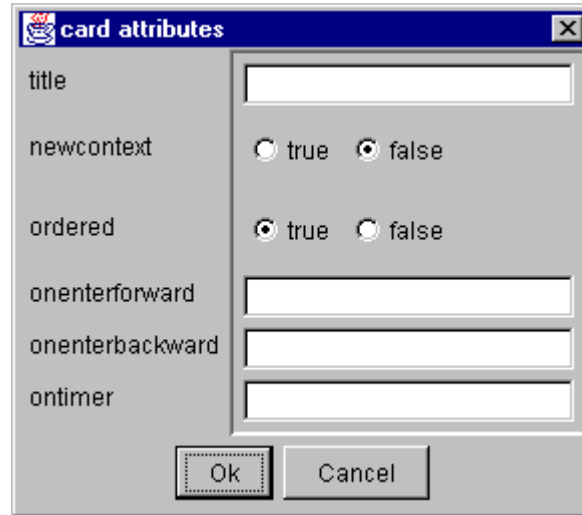 card attributes
title
newcontext true false
ordered true false
onenterforward
onenterbackward
ontimer
Ok Cancel